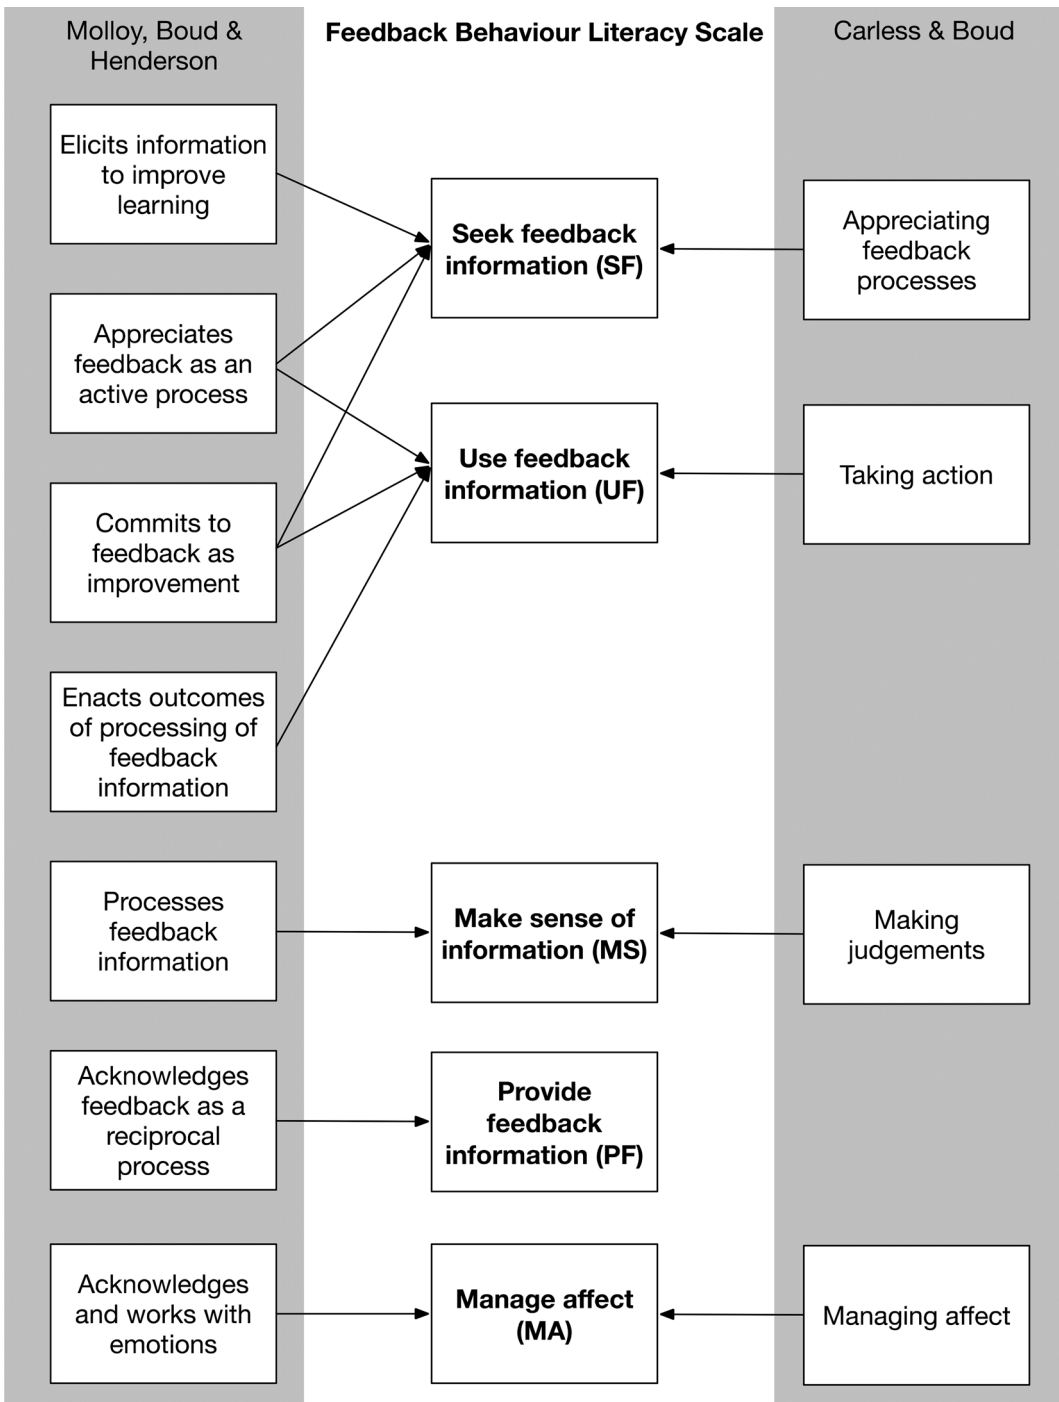 Molloy, Boud &
Henderson
Feedback Behaviour Literacy Scale
Carless & Boud
Elicits information
to improve
learning
Appreciates
feedback as an
active process
Commits to
feedback as
improvement
Enacts outcomes
of processing of
feedback
information
Processes
feedback
information
Acknowledges
feedback as a
reciprocal
process
Acknowledges
and works with
emotions
Seek feedback
information (SF)
Use feedback
information (UF)
Make sense of
information (MS)
Provide
feedback
information (PF)
Manage affect
(MA)
Appreciating
feedback
processes
Taking action
Making
judgements
Managing affect